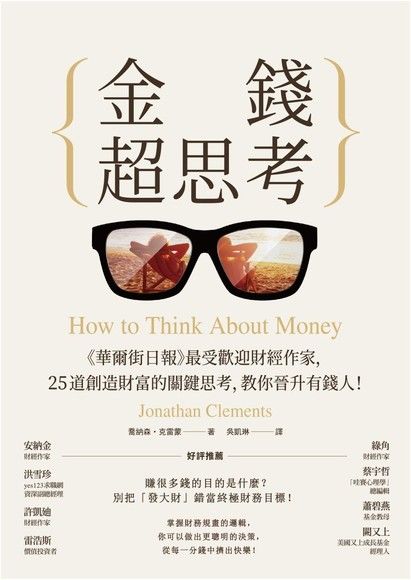 金 錢
超思考
How to Think About Money
《華爾街日報》最受歡迎財經作家,
25道創造財富的關鍵思考,教你晉升有錢人!
Jonathan Clements
喬納森・克雷蒙——著 吳凱琳——譯
好評推薦
安納金
財經作家
洪雪珍
yes123求職網
資深副總經理
許凱廸
財經作家
雷浩斯
價值投資者
賺很多錢的目的是什麼?
別把「發大財」錯當終極財務目標!
掌握財務規畫的邏輯,
你可以做出更聰明的決策,
從每一分錢中擠出快樂!
綠角
財經作家
蔡宇哲
「哇賽心理學」
總編輯
蕭碧燕
基金教母
闕又上
美國又上成長基金
經理人